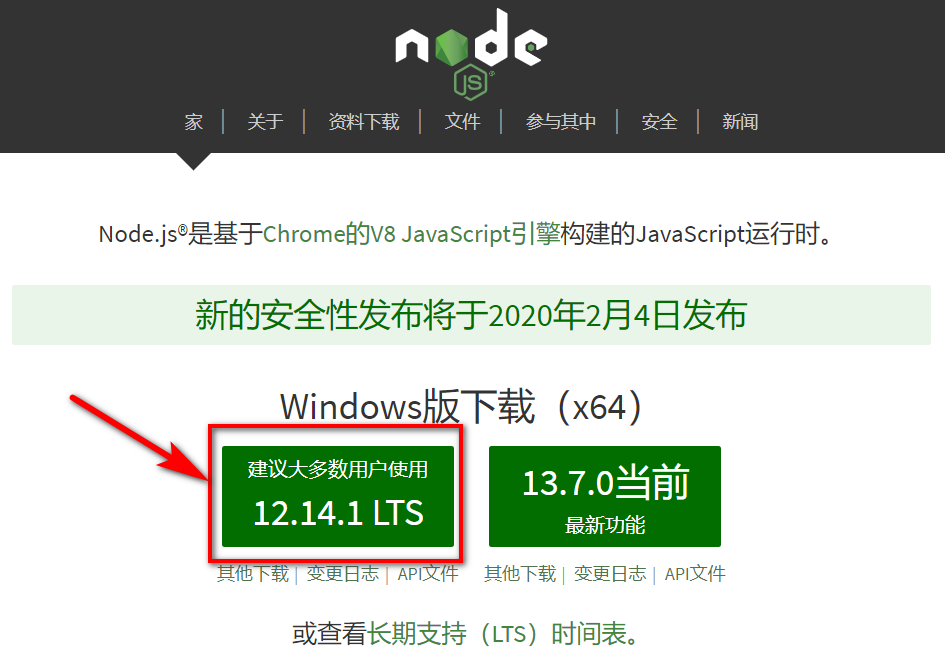 node
JS
家 | 关于 | 资料下载 | 文件 | 参与其中 | 安全 | 新闻
Node.js®是基于Chrome的V8 JavaScript引擎构建的JavaScript运行时。
新的安全性发布将于2020年2月4日发布
Windows版下载（x64）
建议大多数用户使用
12.14.1 LTS
13.7.0当前
最新功能
其他下载 | 变更日志 | API文件
其他下载 | 变更日志 | API文件
或查看长期支持（LTS）时间表。